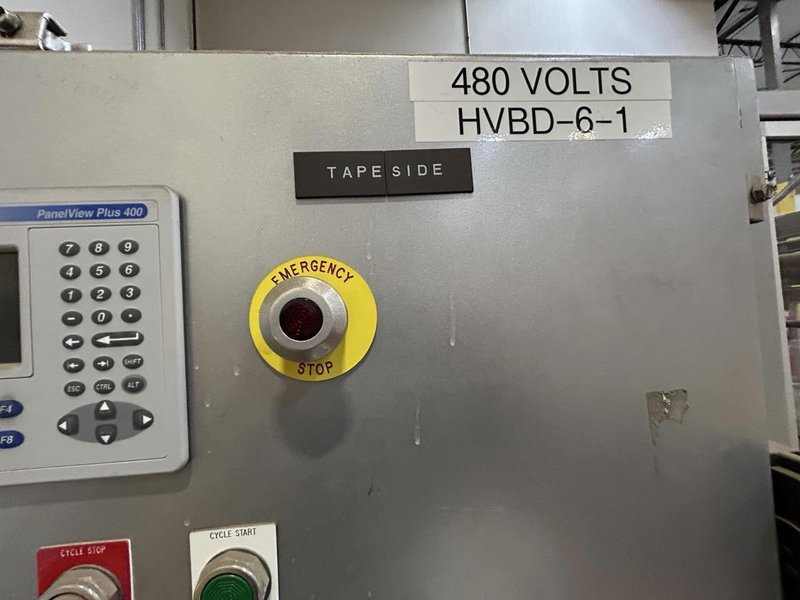 480 VOLTS
HVBD-6-1
TAPE SIDE
PanelView Plus 400
7 8 9
4 5 6
1 2 3
- 0 .
SHIFT
ESC CTRL ALT
F4
F8
EMERGENCY
STOP
CYCLE STOP
CYCLE START